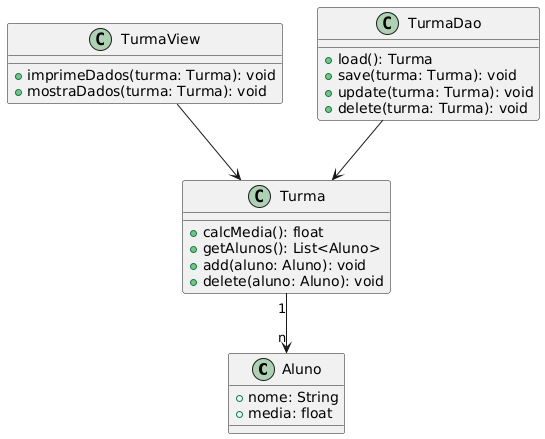 C TurmaView
+imprimeDados(turma: Turma): void
+mostraDados(turma: Turma): void
C TurmaDao
+load(): Turma
+save(turma: Turma): void
+update(turma: Turma): void
+delete(turma: Turma): void
C Turma
+calcMedia(): float
+getAlunos(): List<Aluno>
+add(aluno: Aluno): void
+delete(aluno: Aluno): void
1
n
C Aluno
+nome: String
+media: float